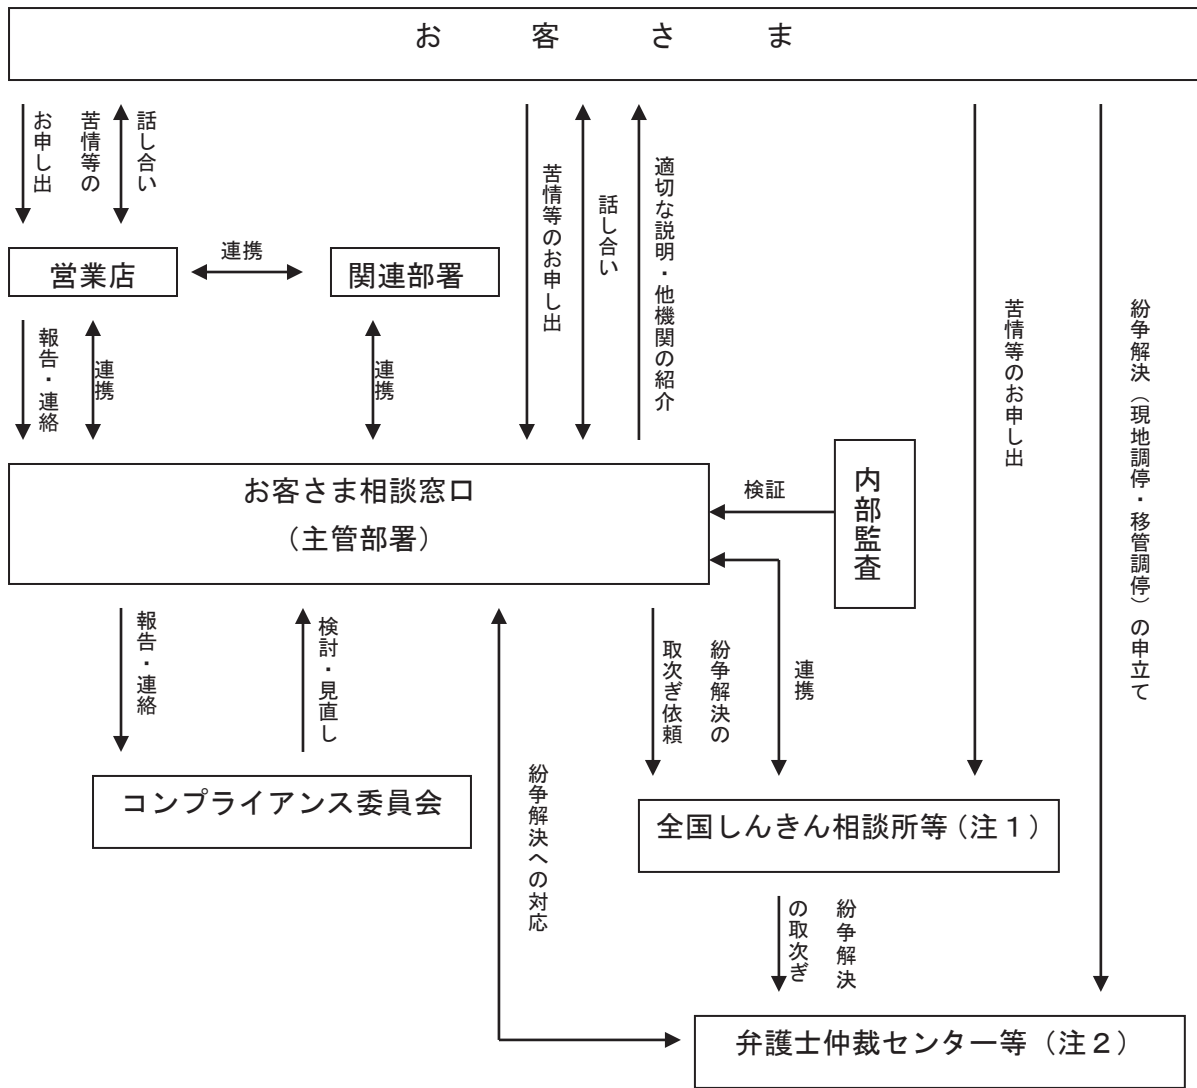 お客さま
お申し出
苦情等の
話し合い
苦情等のお申し出
話し合い
適切な説明・他機関の紹介
苦情等のお申し出
紛争解決（現地調停・移管調停）の申立て
営業店
連携
関連部署
報告・連絡
連携
連携
お客さま相談窓口
（主管部署）
検証
内部監査
報告・連絡
検討・見直し
紛争解決への対応
紛争解決の
取次ぎ依頼
連携
コンプライアンス委員会
全国しんきん相談所等（注１）
紛争解決
の取次ぎ
弁護士仲裁センター等（注２）